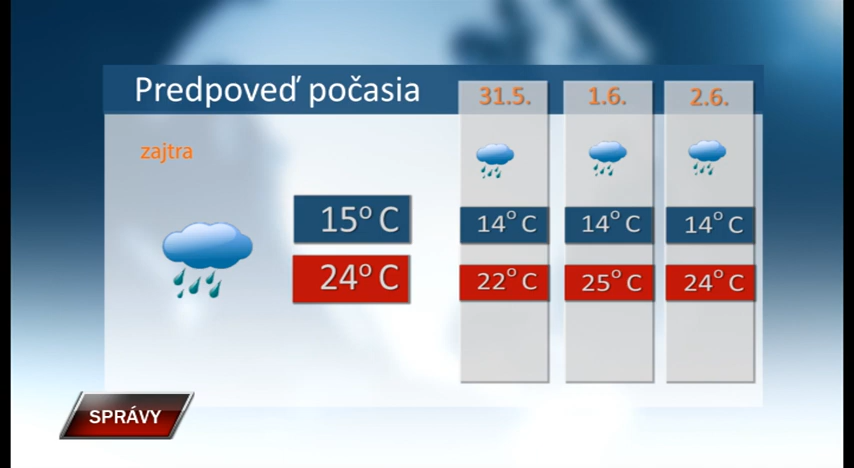 Predpoveď počasia
zajtra
15° C
24° C
31.5.
14° C
22° C
1.6.
14° C
25° C
2.6.
14° C
24° C
SPRÁVY